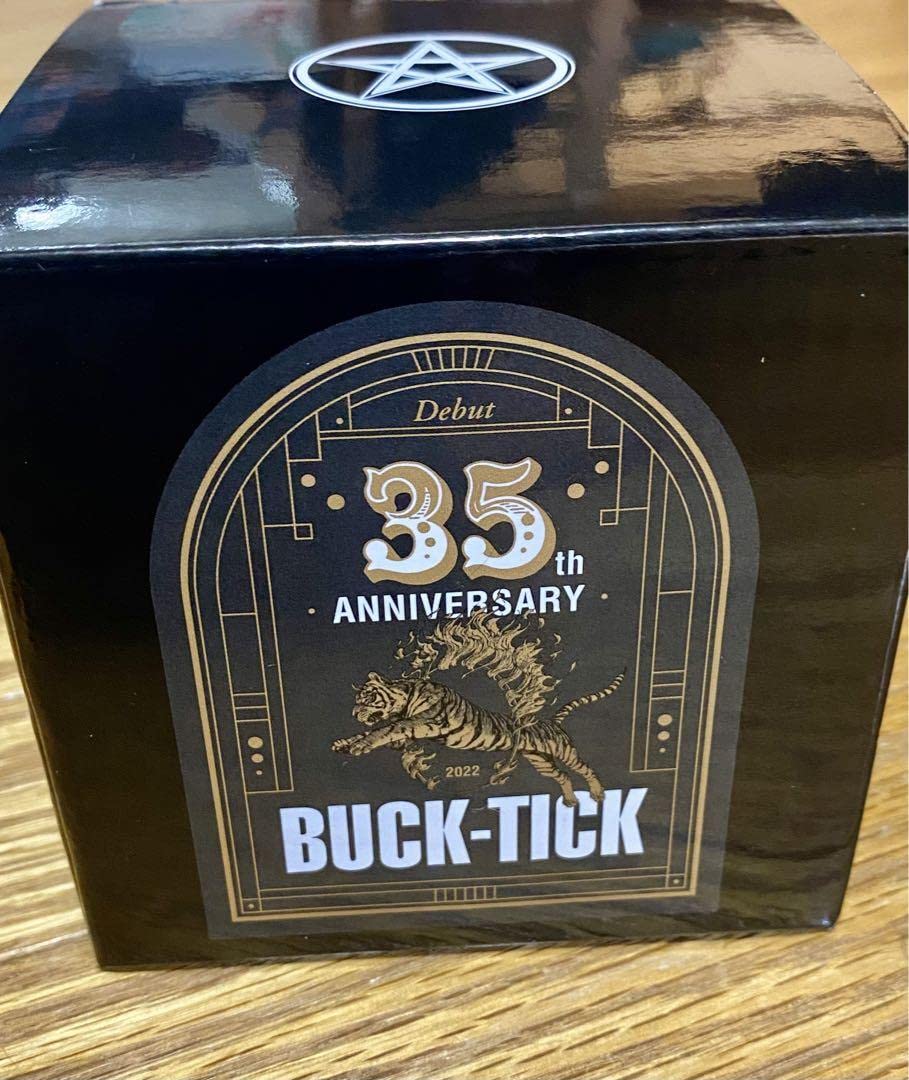 Debut
35th
ANNIVERSARY
2022
BUCK-TICK